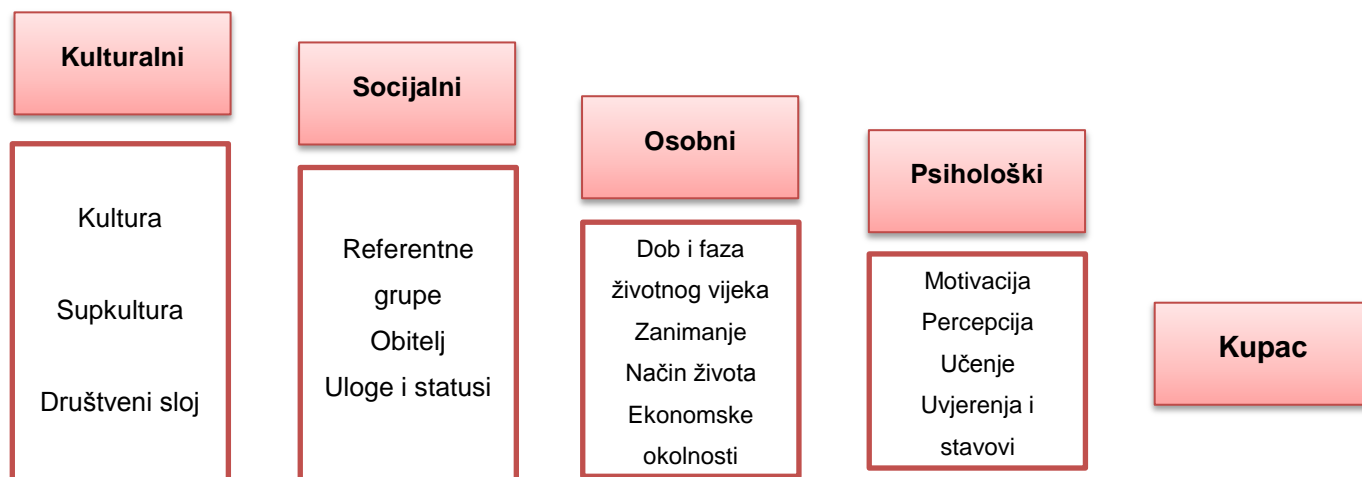 Kulturalni
Kultura
Supkultura
Društveni sloj
Socijalni
Referentne
grupe
Obitelj
Uloge i statusi
Osobni
Dob i faza
životnog vijeka
Zanimanje
Način života
Ekonomske
okolnosti
Psihološki
Motivacija
Percepcija
Učenje
Uvjerenja i
stavovi
Kupac